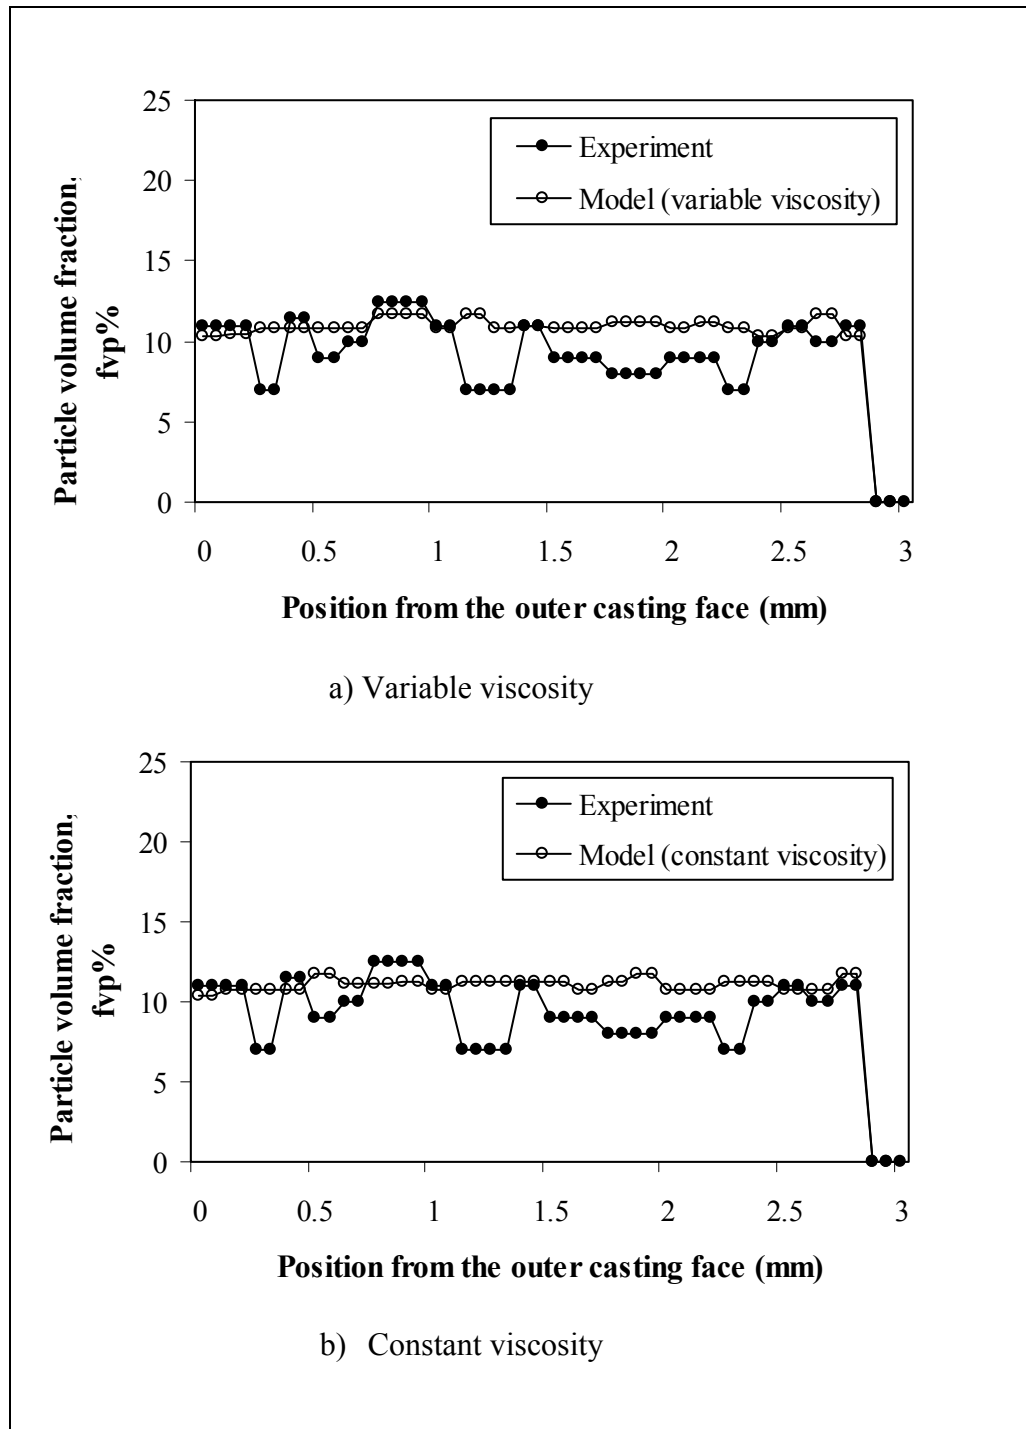 25
20
15
10
5
0
Particle volume fraction,
fvp%
Experiment
Model (variable viscosity)
0 0.5 1 1.5 2 2.5 3
Position from the outer casting face (mm)
a) Variable viscosity
25
20
15
10
5
0
Particle volume fraction,
fvp%
Experiment
Model (constant viscosity)
0 0.5 1 1.5 2 2.5 3
Position from the outer casting face (mm)
b) Constant viscosity